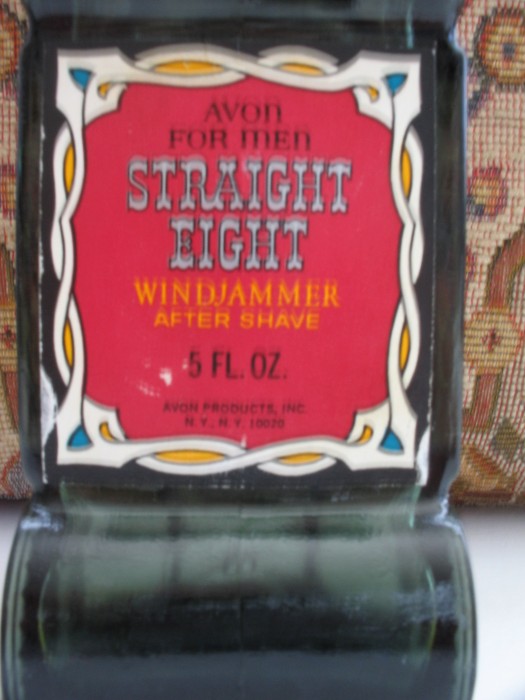 AVON
FOR MEN
STRAIGHT
EIGHT
WINDJAMMER
AFTER SHAVE
5 FL. OZ.
AVON PRODUCTS, INC.
N.Y., N.Y. 10020